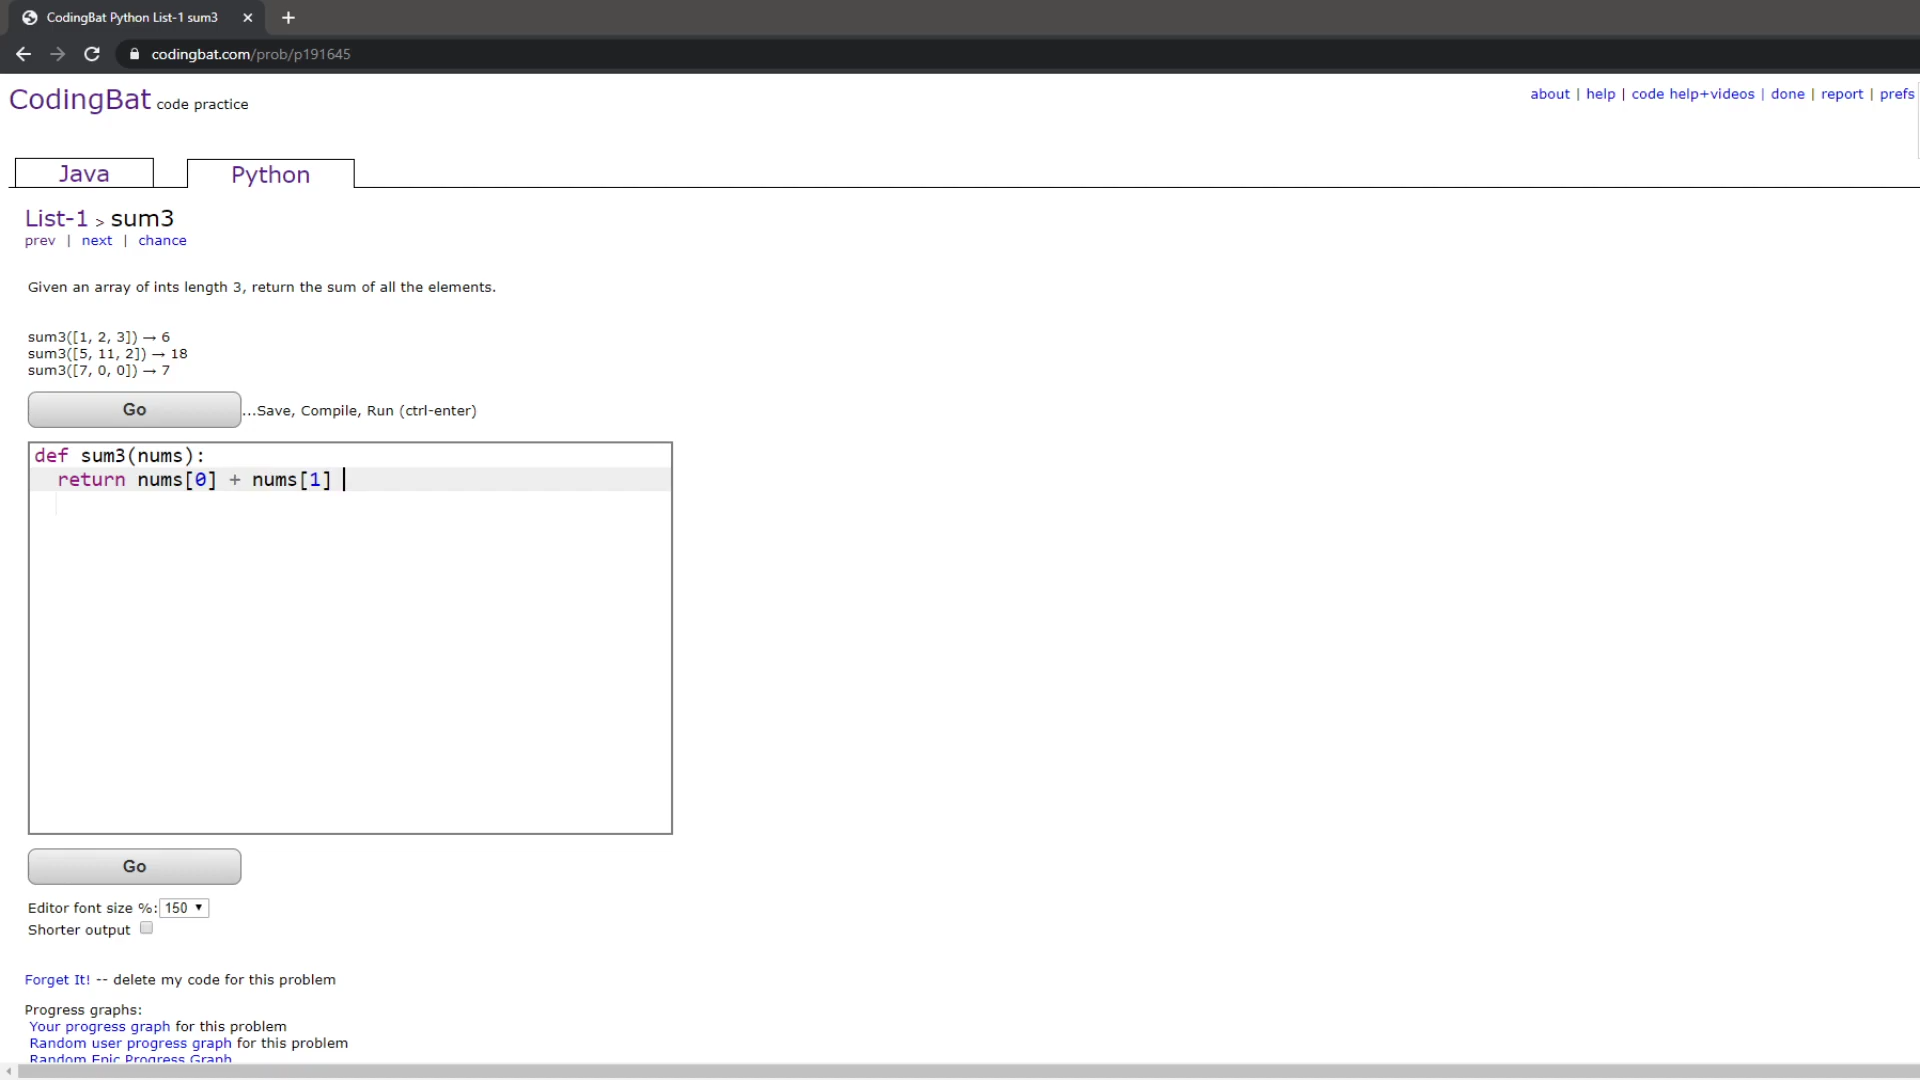 CodingBat Python List-1 sum3
codingbat.com/prob/p191645
CodingBat code practice
about | help | code help+videos | done | report | prefs
Java
Python
List-1 > sum3
prev | next | chance
Given an array of ints length 3, return the sum of all the elements.
sum3([1, 2, 3]) → 6
sum3([5, 11, 2]) → 18
sum3([7, 0, 0]) → 7
Go
...Save, Compile, Run (ctrl-enter)
def sum3(nums):
  return nums[0] + nums[1]
Go
Editor font size %: 150
Shorter output
Forget It! -- delete my code for this problem
Progress graphs:
Your progress graph for this problem
Random user progress graph for this problem
Random Epic Progress Graph